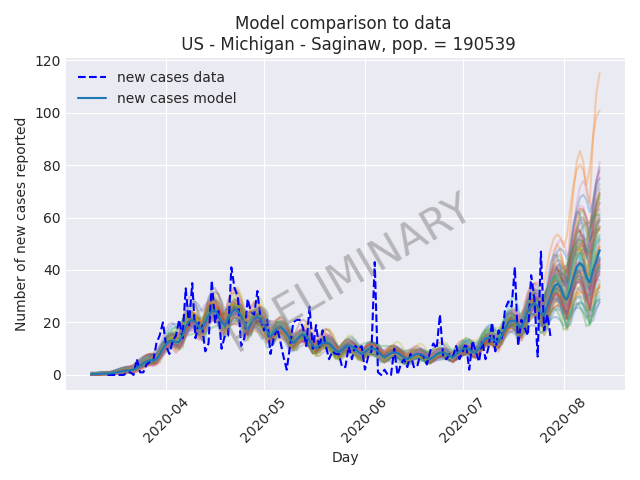 Model comparison to data
US - Michigan - Saginaw, pop. = 190539
120
100
80
60
40
20
0
Number of new cases reported
new cases data
new cases model
2020-04
2020-05
2020-06
2020-07
2020-08
Day